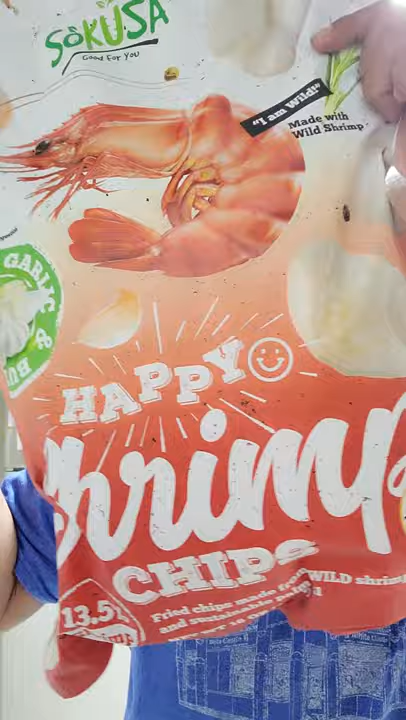 SOKUSA
Good For You
"I am Wild!"
Made with
Wild Shrimp
GARLIC
&
HAPPY
Shrimp
CHIPS
13.5%
Fried chips made from WILD shrimp
and sustainable